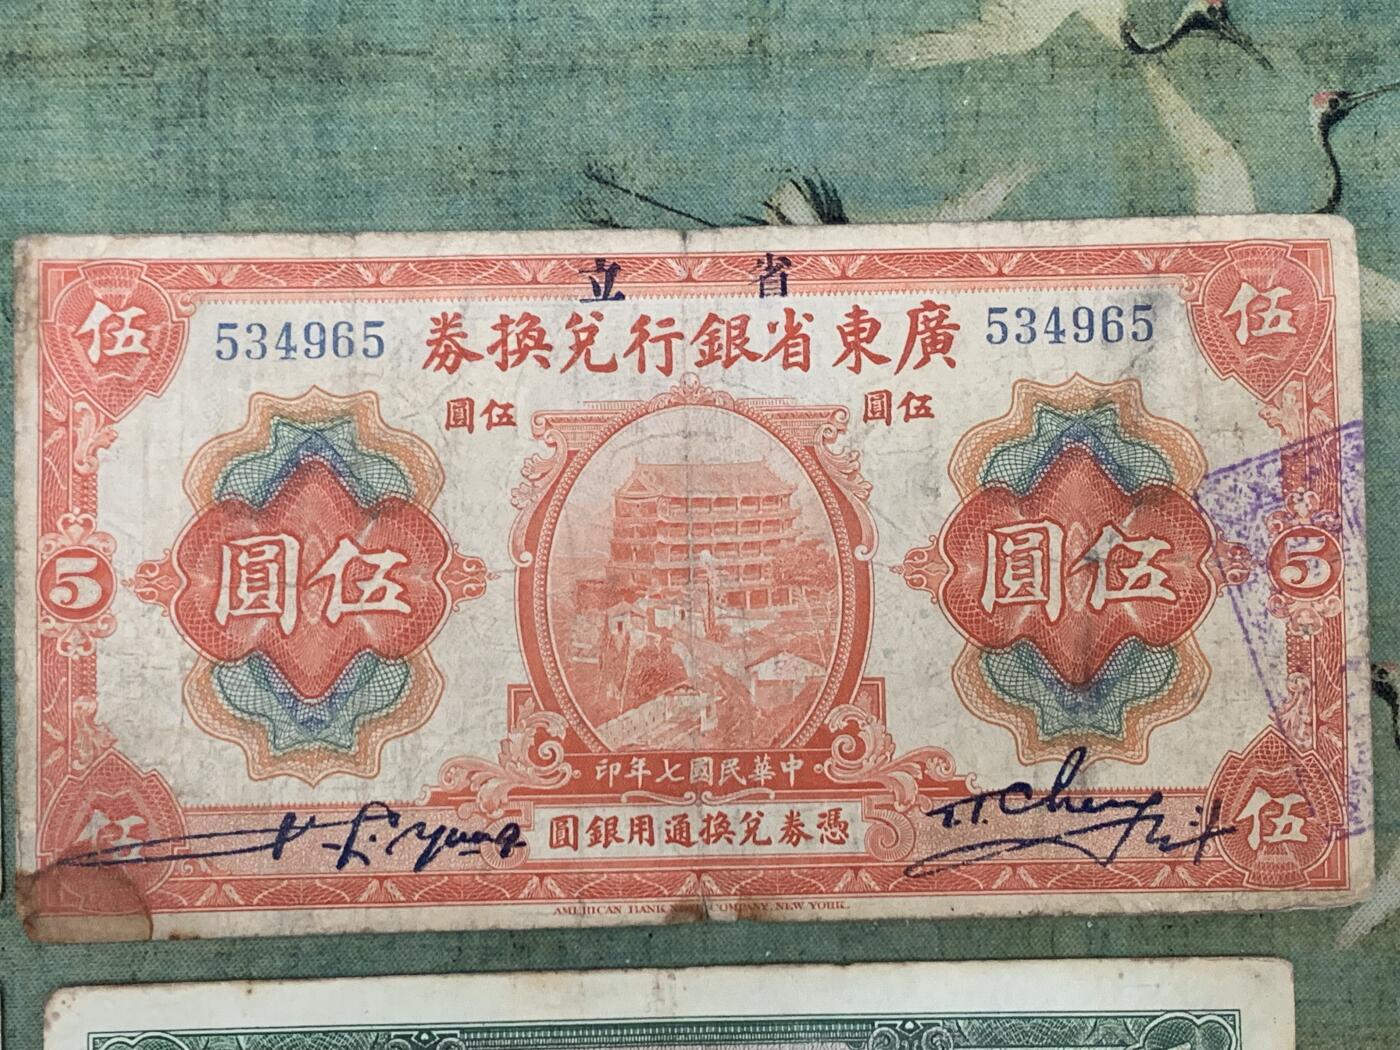 省立
534965 廣東省銀行兌換券 534965
伍 伍
伍圓 伍圓
伍圓 伍圓
5 5
中華民國七年印
憑券兌換通用銀圓
伍 伍
AMERICAN BANK NOTE COMPANY, NEW YORK.